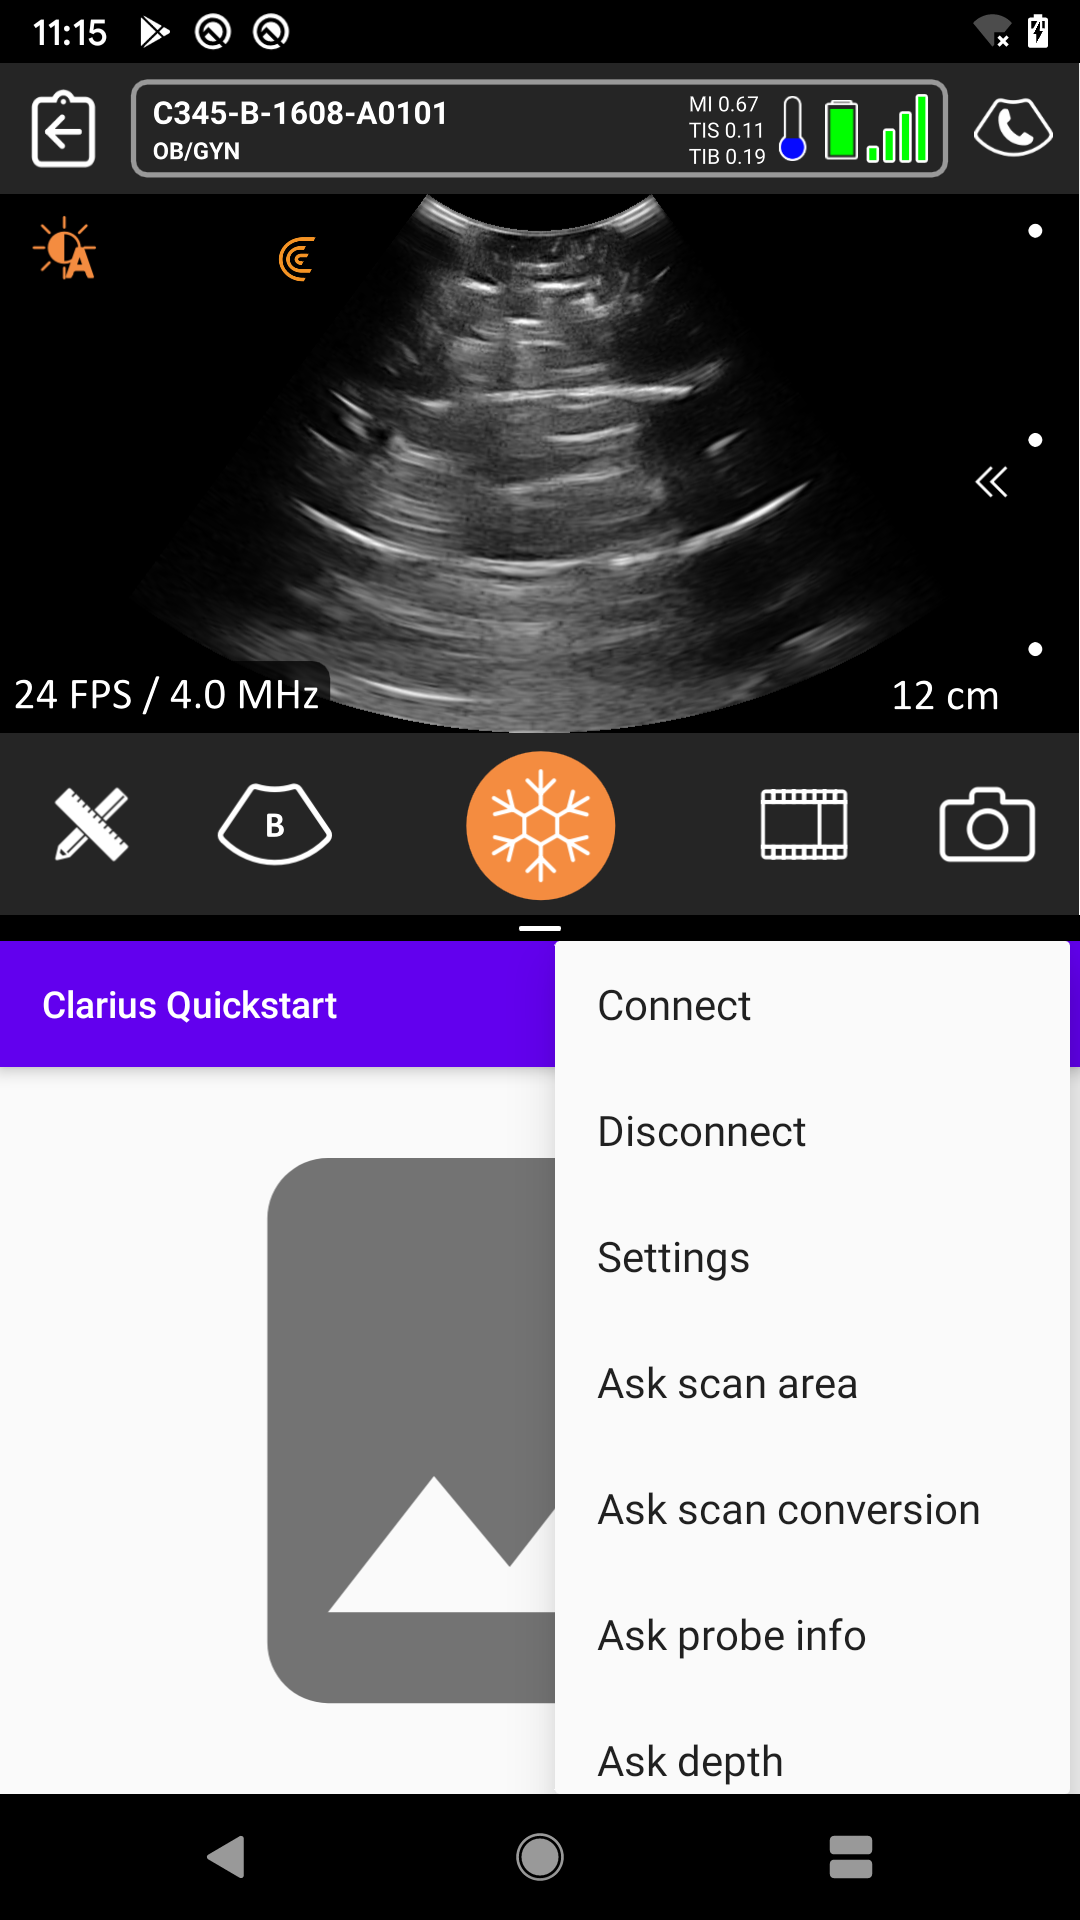 11:15
C345-B-1608-A0101
OB/GYN
MI 0.67
TIS 0.11
TIB 0.19
A
24 FPS / 4.0 MHz
12 cm
B
Clarius Quickstart
Connect
Disconnect
Settings
Ask scan area
Ask scan conversion
Ask probe info
Ask depth